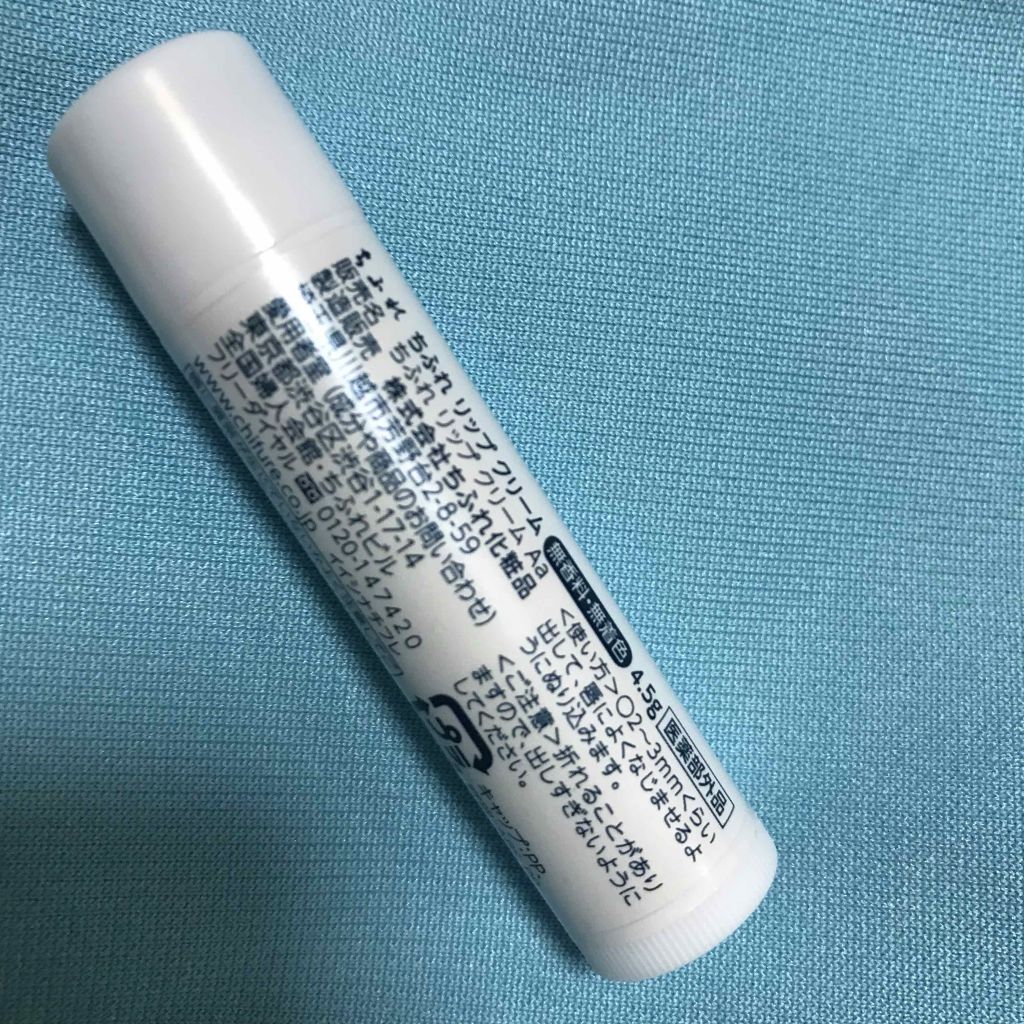 ちふれ ちふれ リップ クリーム 無香料・無着色 4.5g 医薬部外品
販売名 ちふれ リップ クリーム Aa
製造販売 株式会社ちふれ化粧品
埼玉県川越市芳野台2-8-59
愛用者室(成分や商品のお問い合わせ)
東京都渋谷区渋谷1-17-14
全国婦人会館・ちふれビル
フリーダイヤル 0120-147420
www.chifure.co.jp
<使い方>○2〜3mmくらい
出して、唇によくなじませるよ
うにぬり込みます。
<ご注意>折れることがあり
ますので、出しすぎないように
してください。
キャップ:PP、